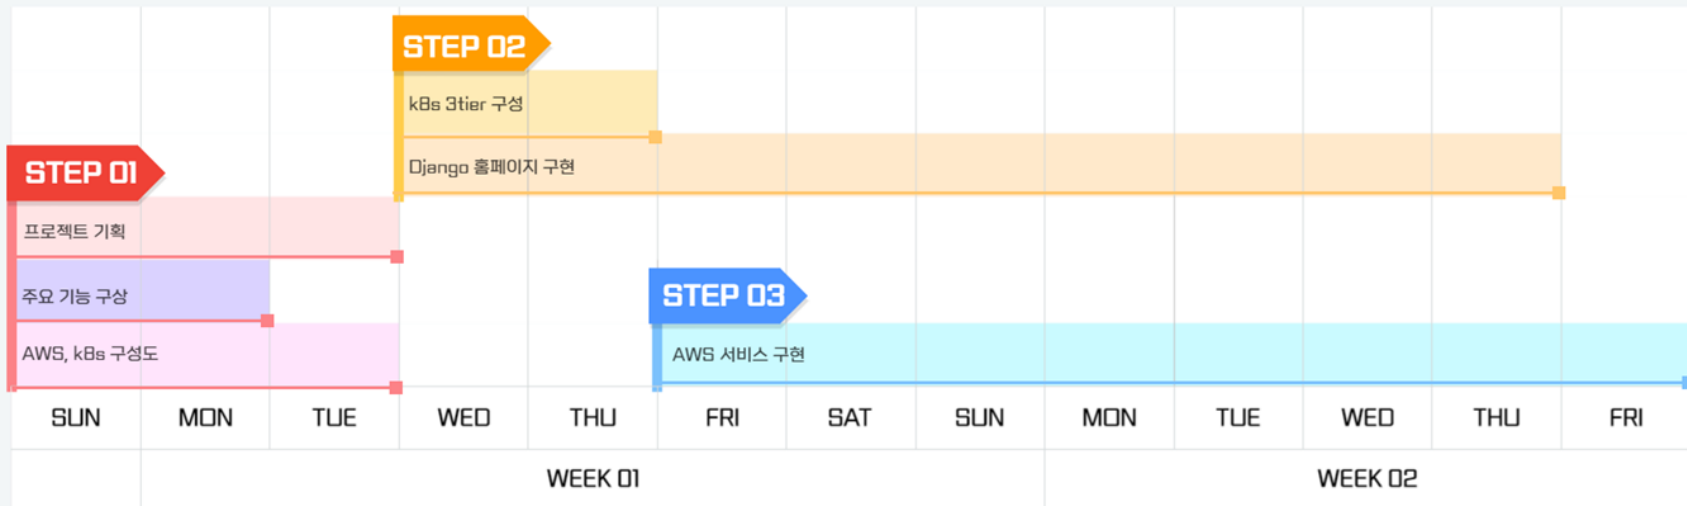 STEP 02
k8s 3tier 구성
Django 홈페이지 구현
STEP 01
프로젝트 기획
주요 기능 구상
AWS, k8s 구성도
STEP 03
AWS 서비스 구현
SUN MON TUE WED THU FRI SAT SUN MON TUE WED THU FRI
WEEK 01 WEEK 02